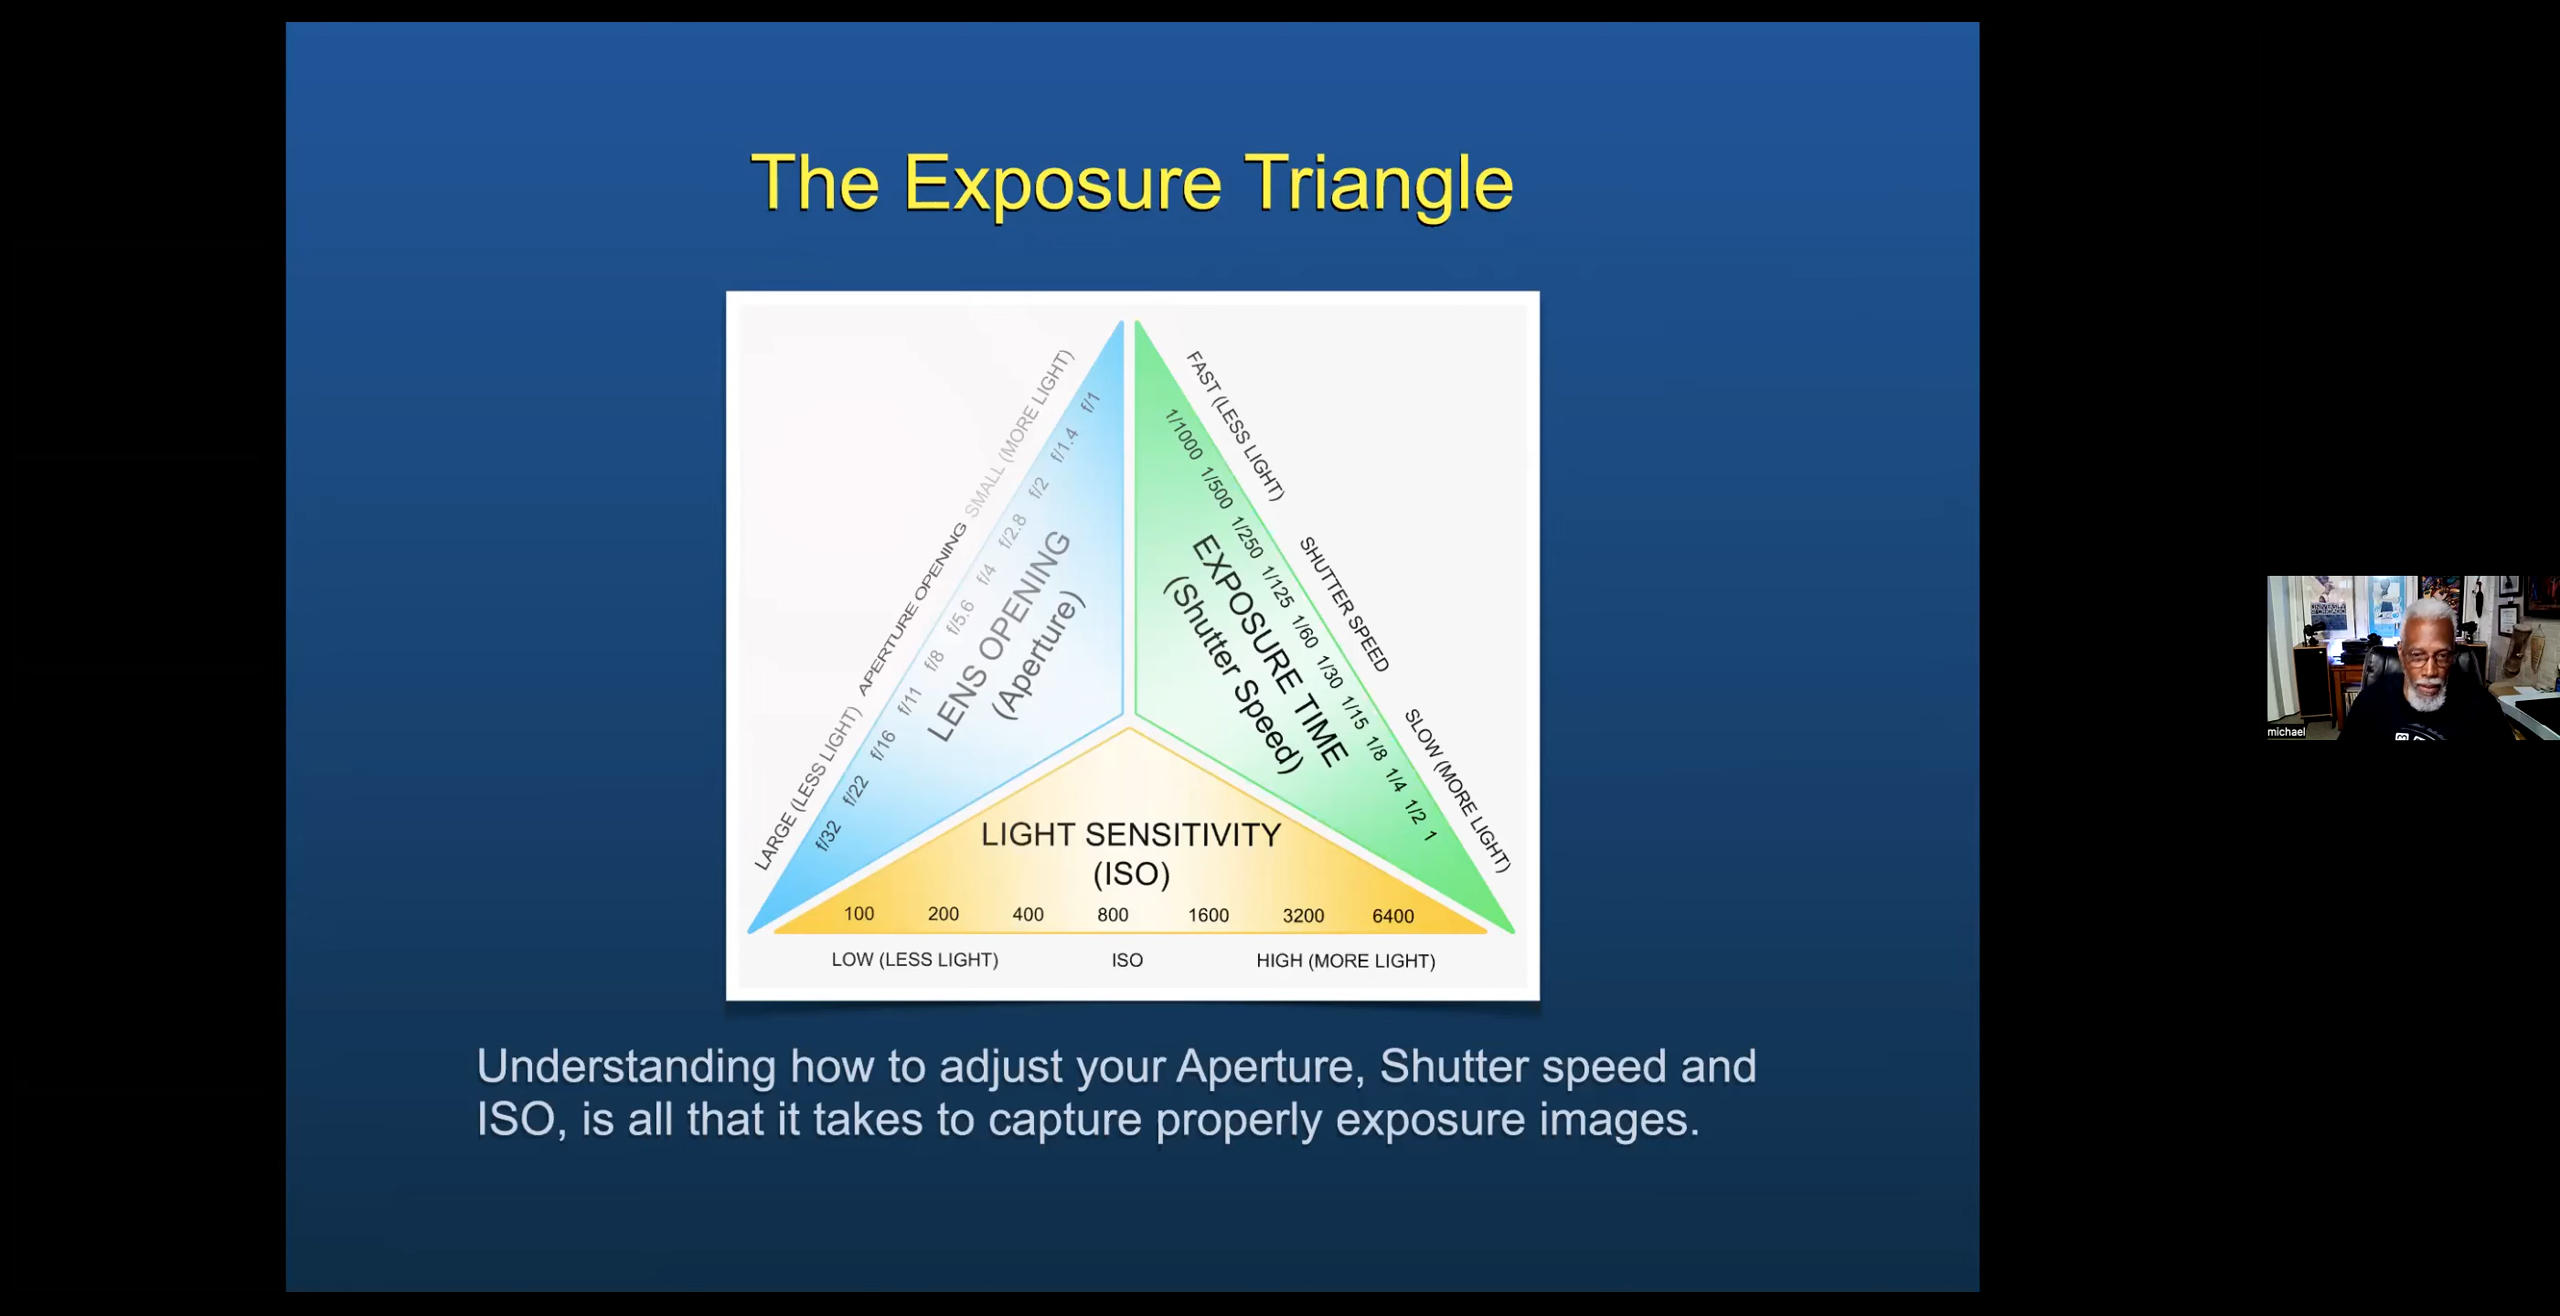 The Exposure Triangle
SMALL (MORE LIGHT)
APERTURE OPENING
LARGE (LESS LIGHT)
f/1
f/1.4
f/2
f/2.8
f/4
f/5.6
f/8
f/11
f/16
f/22
f/32
LENS OPENING
(Aperture)
FAST (LESS LIGHT)
SHUTTER SPEED
SLOW (MORE LIGHT)
1/1000
1/500
1/250
1/125
1/60
1/30
1/15
1/8
1/4
1/2
1
EXPOSURE TIME
(Shutter Speed)
LIGHT SENSITIVITY
(ISO)
100 200 400 800 1600 3200 6400
LOW (LESS LIGHT) ISO HIGH (MORE LIGHT)
Understanding how to adjust your Aperture, Shutter speed and
ISO, is all that it takes to capture properly exposure images.
michael